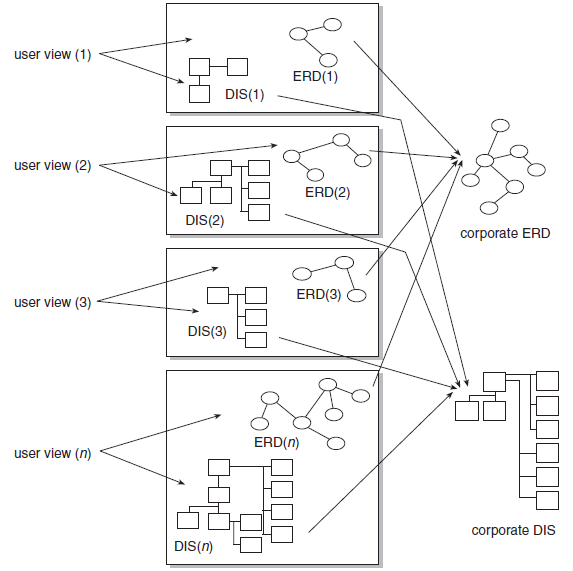 user view (1)
ERD(1)
DIS(1)
user view (2)
ERD(2)
DIS(2)
corporate ERD
user view (3)
ERD(3)
DIS(3)
user view (n)
ERD(n)
DIS(n)
corporate DIS